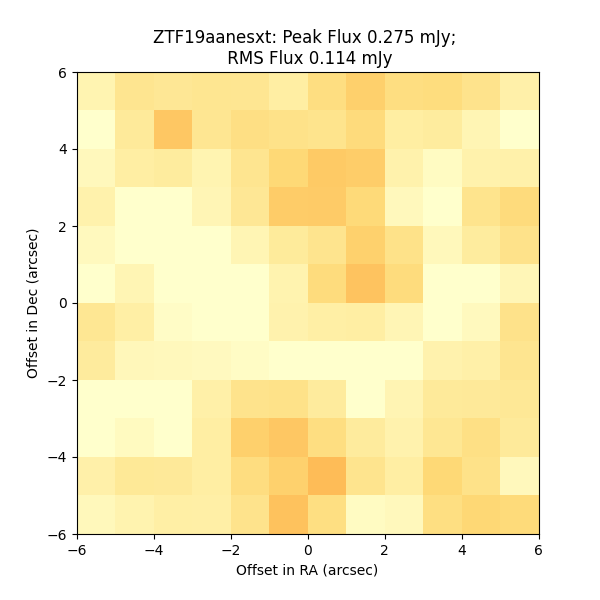 ZTF19aanesxt: Peak Flux 0.275 mJy;
RMS Flux 0.114 mJy
6
4
2
0
−2
−4
−6
Offset in Dec (arcsec)
−6 −4 −2 0 2 4 6
Offset in RA (arcsec)